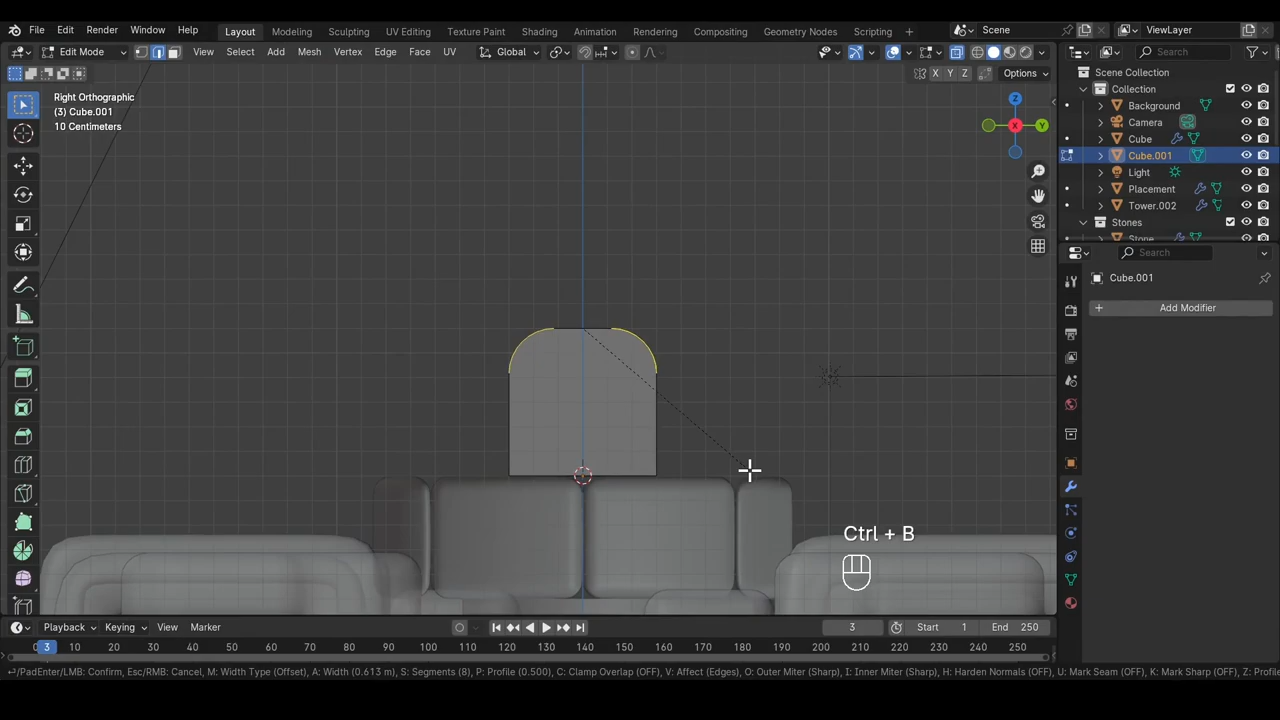 File Edit Render Window Help Layout Modeling Sculpting UV Editing Texture Paint Shading Animation Rendering Compositing Geometry Nodes Scripting + Scene ViewLayer
Edit Mode View Select Add Mesh Vertex Edge Face UV Global Search
X Y Z Options Scene Collection
Right Orthographic
(3) Cube.001
10 Centimeters
Z
X
Y
Collection
Background
Camera
Cube
Cube.001
Light
Placement
Tower.002
Stones
Stone
Search
Cube.001
+ Add Modifier
Ctrl + B
Playback Keying View Marker 3 Start 1 End 250
3 10 20 30 40 50 60 70 80 90 100 110 120 130 140 150 160 170 180 190 200 210 220 230 240 250
/PadEnter/LMB: Confirm, Esc/RMB: Cancel, M: Width Type (Offset), A: Width (0.613 m), S: Segments (8), P: Profile (0.500), C: Clamp Overlap (OFF), V: Affect (Edges), O: Outer Miter (Sharp), I: Inner Miter (Sharp), H: Harden Normals (OFF), U: Mark Seam (OFF), K: Mark Sharp (OFF), Z: Profile